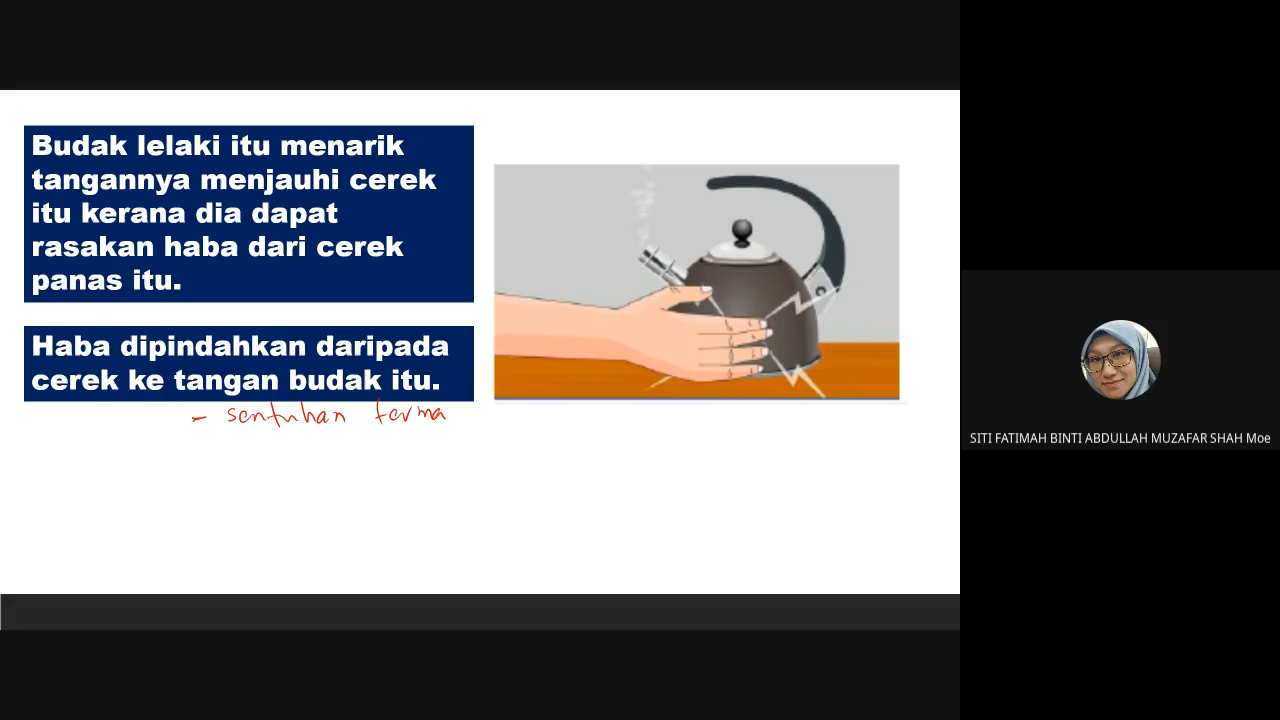 Budak lelaki itu menarik
tangannya menjauhi cerek
itu kerana dia dapat
rasakan haba dari cerek
panas itu.
Haba dipindahkan daripada
cerek ke tangan budak itu.
- sentuhan terma
SITI FATIMAH BINTI ABDULLAH MUZAFAR SHAH Moe